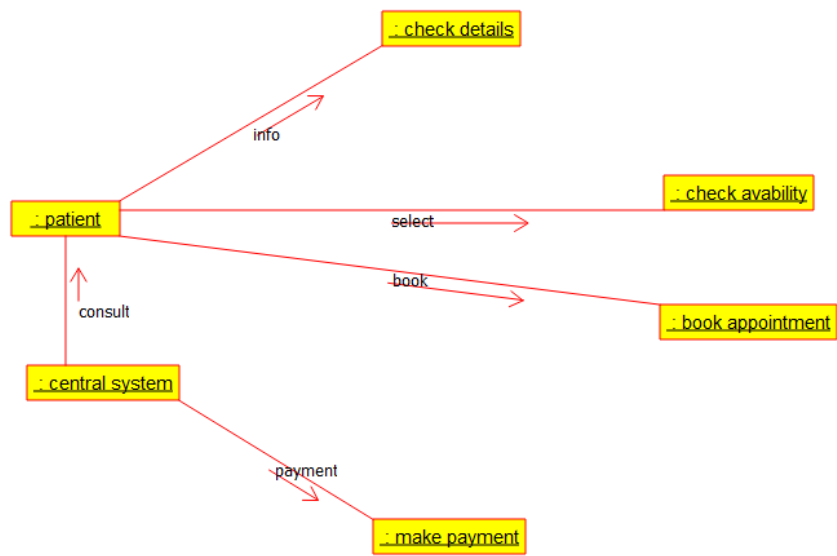 : check details
info
: check avability
: patient
select
book
consult
: book appointment
: central system
payment
: make payment